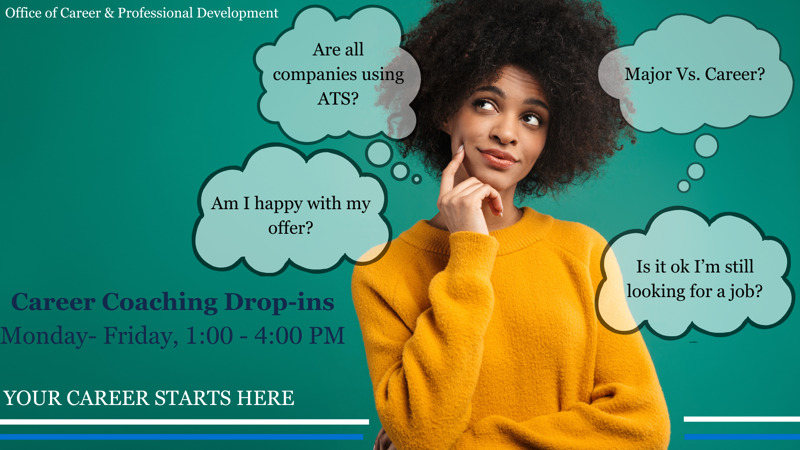 Office of Career & Professional Development
Are all
companies using
ATS?
Major Vs. Career?
Am I happy with my
offer?
Is it ok I'm still
looking for a job?
Career Coaching Drop-ins
Monday- Friday, 1:00 - 4:00 PM
YOUR CAREER STARTS HERE